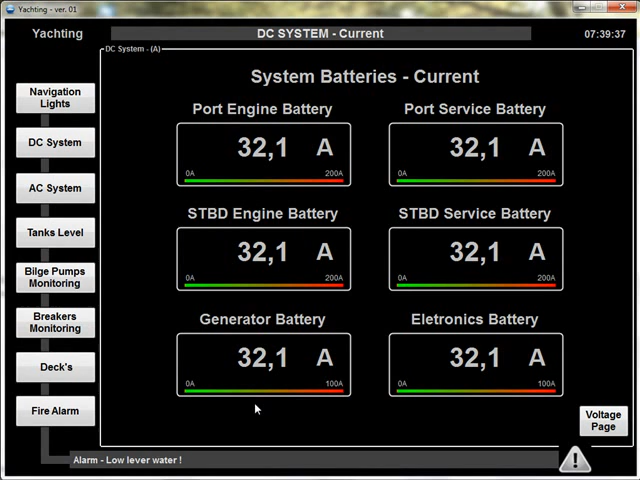 Yachting - ver. 01
Yachting
DC SYSTEM - Current
07:39:37
DC System - (A)
System Batteries - Current
Navigation
Lights
DC System
AC System
Tanks Level
Bilge Pumps
Monitoring
Breakers
Monitoring
Deck's
Fire Alarm
Port Engine Battery
32,1 A
0A 200A
Port Service Battery
32,1 A
0A 200A
STBD Engine Battery
32,1 A
0A 200A
STBD Service Battery
32,1 A
0A 200A
Generator Battery
32,1 A
0A 100A
Eletronics Battery
32,1 A
0A 100A
Voltage
Page
Alarm - Low lever water !